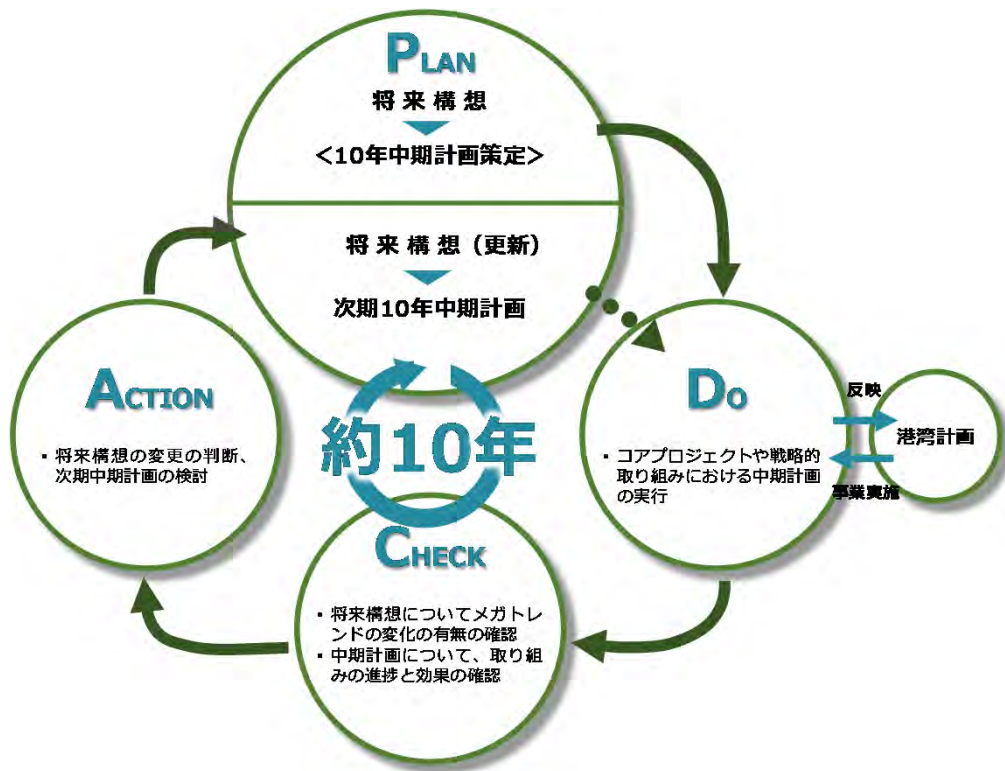 PLAN
将来構想
<10年中期計画策定>
将来構想（更新）
次期10年中期計画
DO
▪ コアプロジェクトや戦略的
取り組みにおける中期計画
の実行
反映
港湾計画
事業実施
約10年
CHECK
▪ 将来構想についてメガトレ
ンドの変化の有無の確認
▪ 中期計画について、取り組
みの進捗と効果の確認
ACTION
▪ 将来構想の変更の判断、
次期中期計画の検討